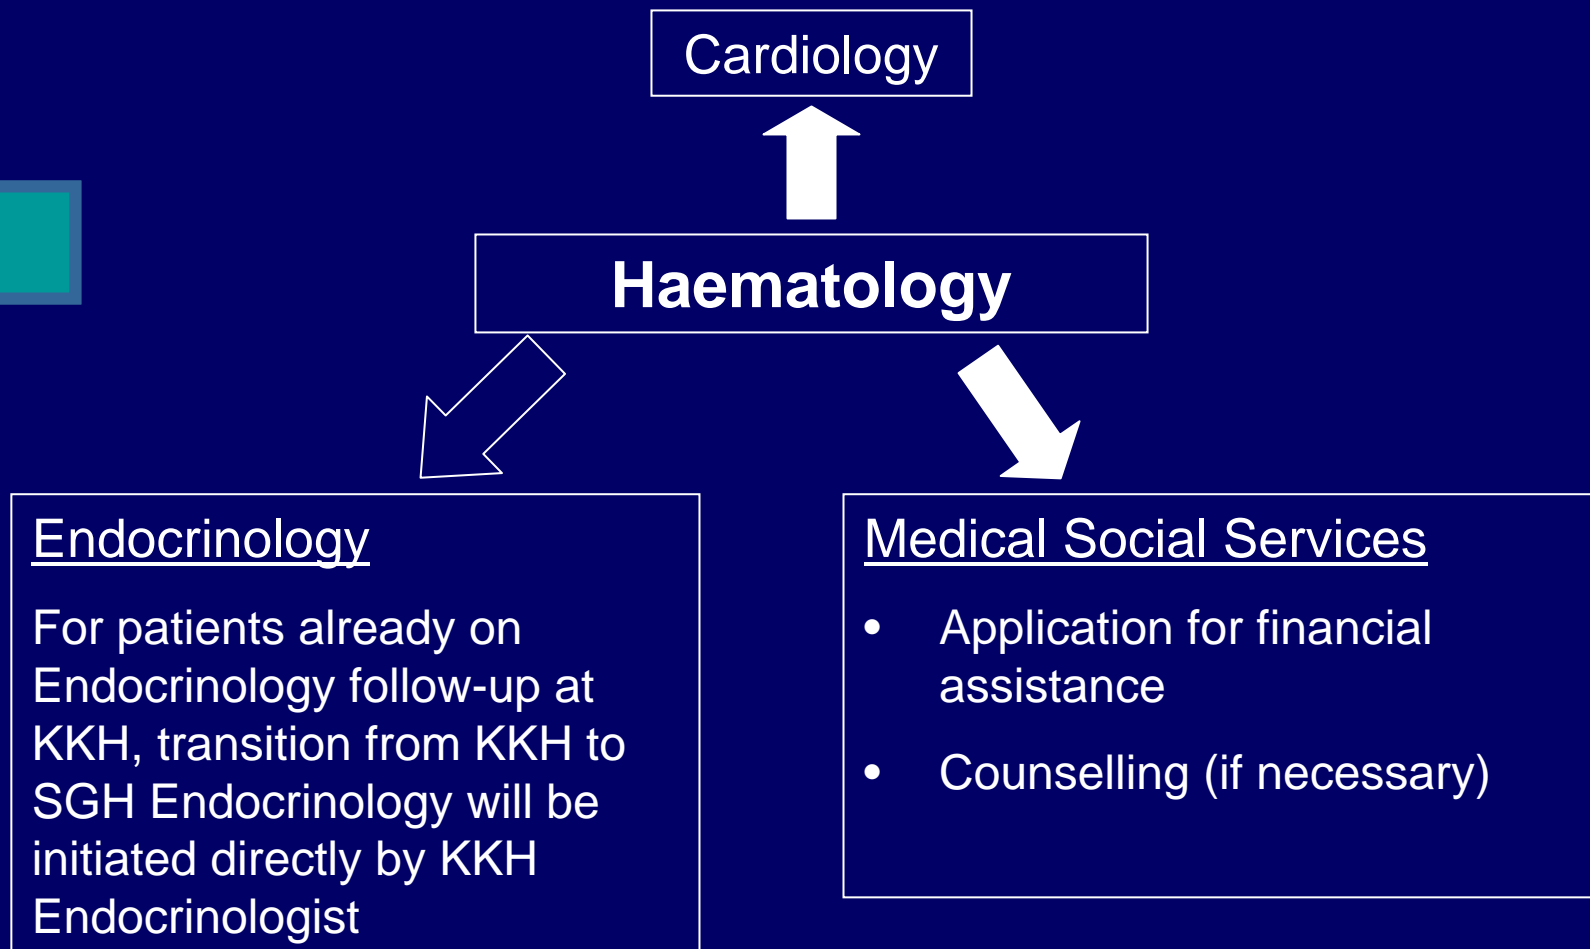 Cardiology
Haematology
Endocrinology
For patients already on
Endocrinology follow-up at
KKH, transition from KKH to
SGH Endocrinology will be
initiated directly by KKH
Endocrinologist
Medical Social Services
• Application for financial
assistance
• Counselling (if necessary)